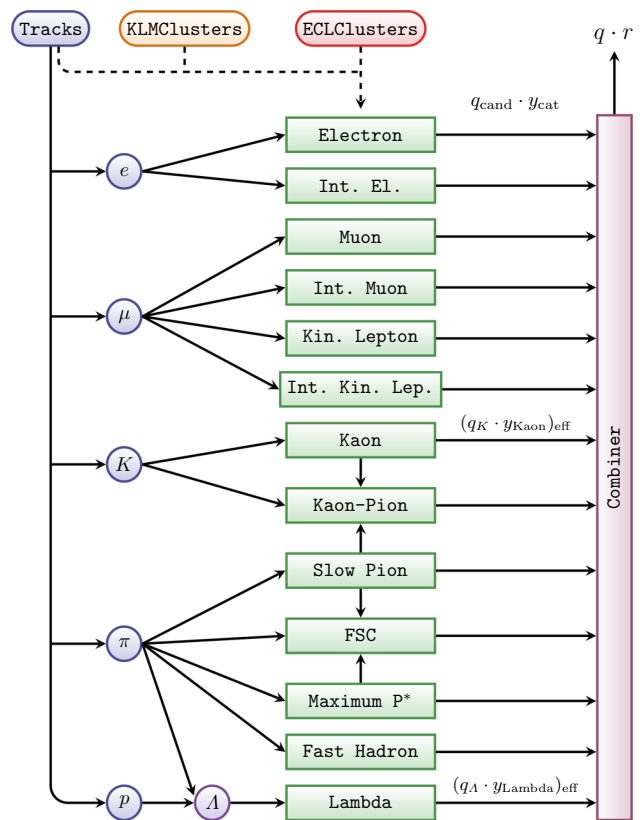 Tracks KLMClusters ECLClusters
q · r
q_cand · y_cat
Electron
e
Int. El.
Muon
Int. Muon
μ
Kin. Lepton
Int. Kin. Lep.
(q_K · y_Kaon)_eff
Kaon
K
Kaon-Pion
Combiner
Slow Pion
π
FSC
Maximum P*
Fast Hadron
(q_Λ · y_Lambda)_eff
p Λ Lambda